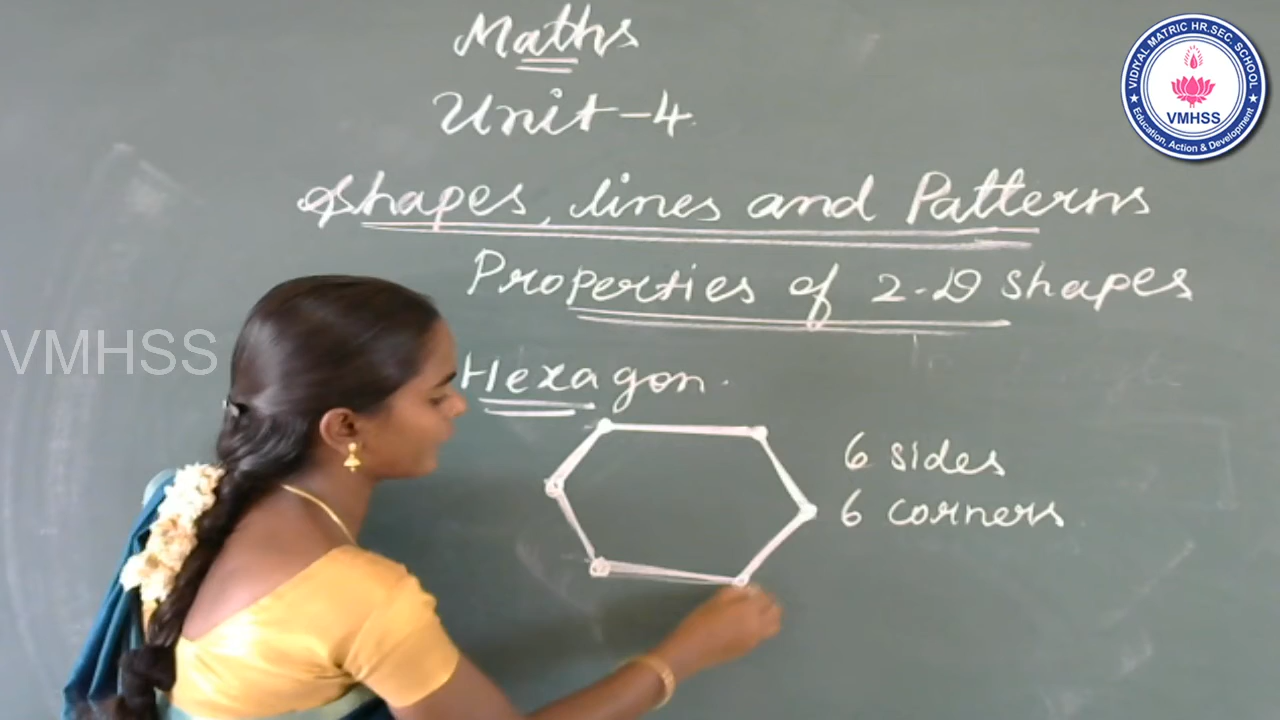 Maths
Unit-4
Shapes, lines and Patterns
Properties of 2-D shapes
Hexagon.
6 sides
6 corners
VMHSS
VIDIYAL MATRIC HR.SEC. SCHOOL
VMHSS
★ Education, Action & Development ★